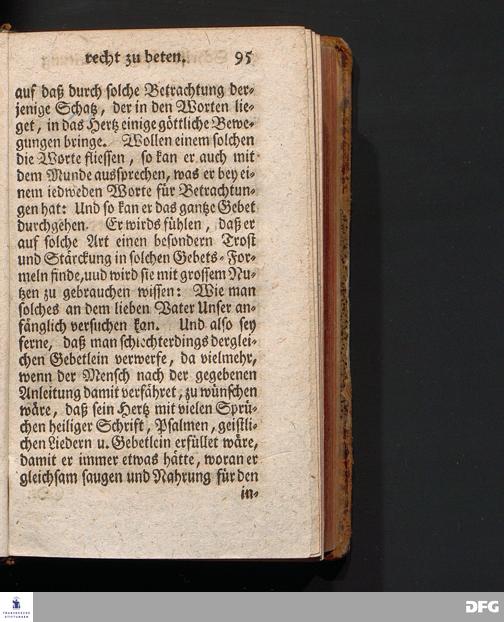 recht zu beten. 95
auf daß durch solche Betrachtung der-
jenige Schatz, der in den Worten lie-
get, in das Hertz einige göttliche Bewe-
gungen bringe. Wollen einem solchen
die Worte fliessen, so kan er auch mit
dem Munde aussprechen, was er bey ei-
nem iedweden Worte für Betrachtun-
gen hat: Und so kan er das gantze Gebet
durchgehen. Er wirds fühlen, daß er
auf solche Art einen besondern Trost
und Stärckung in solchen Gebets-For-
meln finde, uud wird sie mit grossem Nu-
tzen zu gebrauchen wissen: Wie man
solches an dem lieben Vater Unser an-
fänglich versuchen kan. Und also sey
ferne, daß man schlechterdings derglei-
chen Gebetlein verwerfe, da vielmehr,
wenn der Mensch nach der gegebenen
Anleitung damit verfähret, zu wünschen
wäre, daß sein Hertz mit vielen Sprü-
chen heiliger Schrift, Psalmen, geistli-
chen Liedern u. Gebetlein erfüllet wäre,
damit er immer etwas hätte, woran er
gleichsam saugen und Nahrung für den
in-
FRANCKESCHE
STIFTUNGEN
DFG